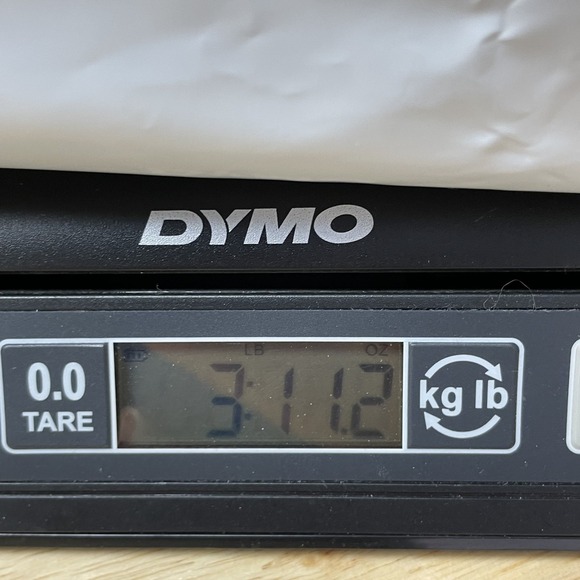 DYMO
0.0
TARE
LB OZ
3:11.2
kg lb